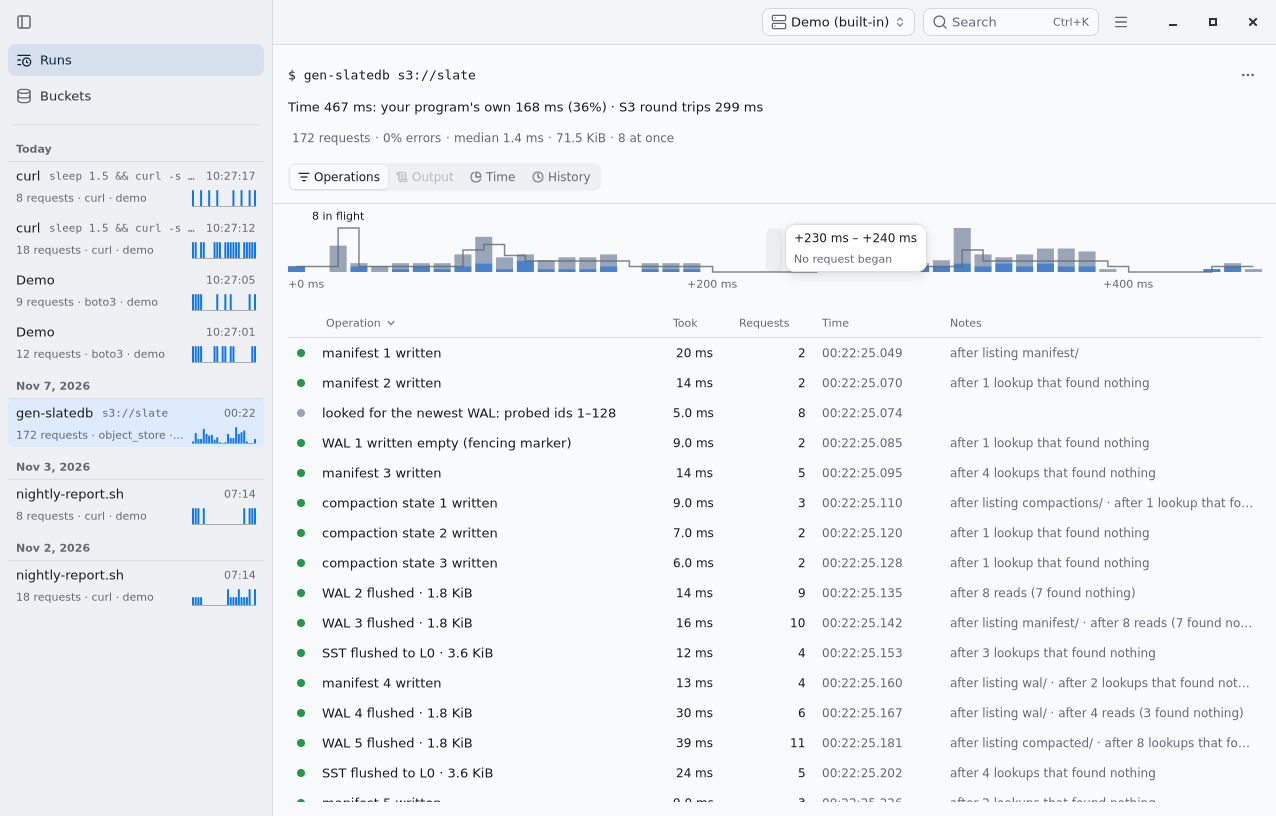 Demo (built-in)
Search Ctrl+K
Runs
Buckets
Today
curl sleep 1.5 && curl -s … 10:27:17
8 requests · curl · demo
curl sleep 1.5 && curl -s … 10:27:12
18 requests · curl · demo
Demo 10:27:05
9 requests · boto3 · demo
Demo 10:27:01
12 requests · boto3 · demo
Nov 7, 2026
gen-slatedb s3://slate 00:22
172 requests · object_store ·…
Nov 3, 2026
nightly-report.sh 07:14
8 requests · curl · demo
Nov 2, 2026
nightly-report.sh 07:14
18 requests · curl · demo
$ gen-slatedb s3://slate
Time 467 ms: your program's own 168 ms (36%) · S3 round trips 299 ms
172 requests · 0% errors · median 1.4 ms · 71.5 KiB · 8 at once
Operations Output Time History
8 in flight
+230 ms – +240 ms
No request began
+0 ms +200 ms +400 ms
Operation Took Requests Time Notes
manifest 1 written 20 ms 2 00:22:25.049 after listing manifest/
manifest 2 written 14 ms 2 00:22:25.070 after 1 lookup that found nothing
looked for the newest WAL: probed ids 1–128 5.0 ms 8 00:22:25.074
WAL 1 written empty (fencing marker) 9.0 ms 2 00:22:25.085 after 1 lookup that found nothing
manifest 3 written 14 ms 5 00:22:25.095 after 4 lookups that found nothing
compaction state 1 written 9.0 ms 3 00:22:25.110 after listing compactions/ · after 1 lookup that fo…
compaction state 2 written 7.0 ms 2 00:22:25.120 after 1 lookup that found nothing
compaction state 3 written 6.0 ms 2 00:22:25.128 after 1 lookup that found nothing
WAL 2 flushed · 1.8 KiB 14 ms 9 00:22:25.135 after 8 reads (7 found nothing)
WAL 3 flushed · 1.8 KiB 16 ms 10 00:22:25.142 after listing manifest/ · after 8 reads (7 found no…
SST flushed to L0 · 3.6 KiB 12 ms 4 00:22:25.153 after 3 lookups that found nothing
manifest 4 written 13 ms 4 00:22:25.160 after listing wal/ · after 2 lookups that found not…
WAL 4 flushed · 1.8 KiB 30 ms 6 00:22:25.167 after listing wal/ · after 4 reads (3 found nothing)
WAL 5 flushed · 1.8 KiB 39 ms 11 00:22:25.181 after listing compacted/ · after 8 lookups that fo…
SST flushed to L0 · 3.6 KiB 24 ms 5 00:22:25.202 after 4 lookups that found nothing
manifest 5 written 9.0 ms 3 00:22:25.226 after 2 lookups that found nothing